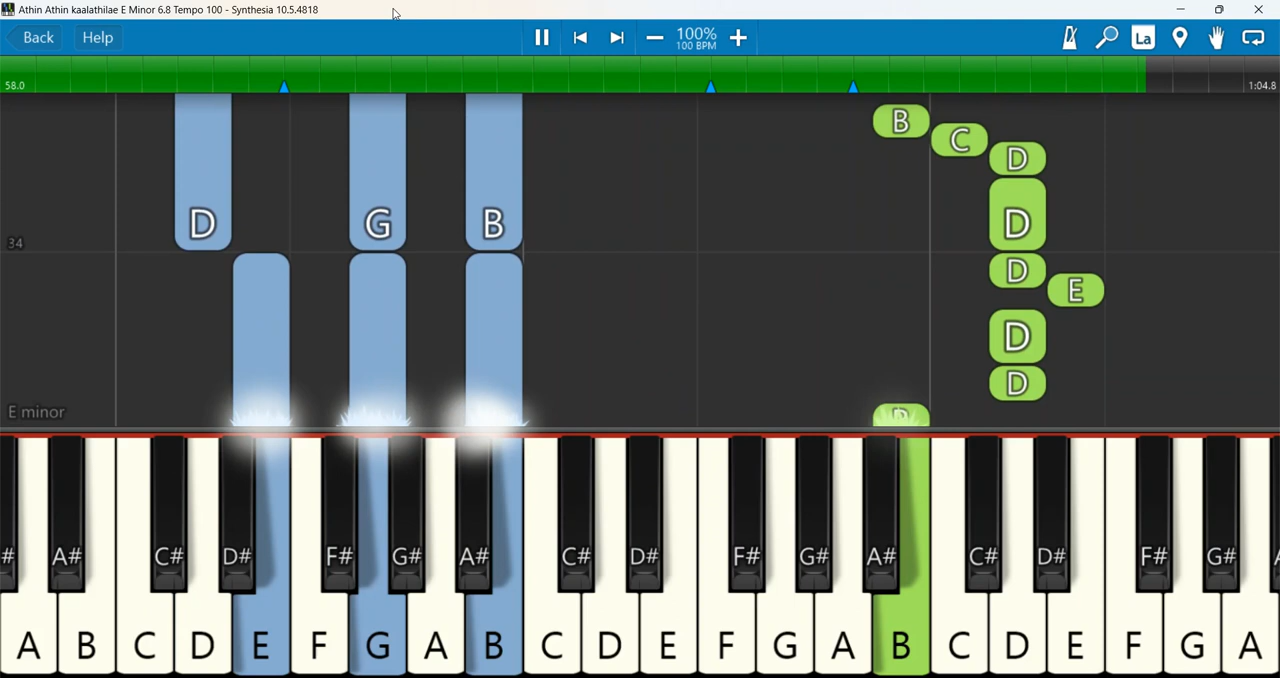 Athin Athin kaalathilae E Minor 6.8 Tempo 100 - Synthesia 10.5.4818
Back Help 100% La
100 BPM
58.0 1:04.8
B
C
D
D G B D
34
D
E
D
D
E minor
# A# C# D# F# G# A# C# D# F# G# A# C# D# F# G#
A B C D E F G A B C D E F G A B C D E F G A